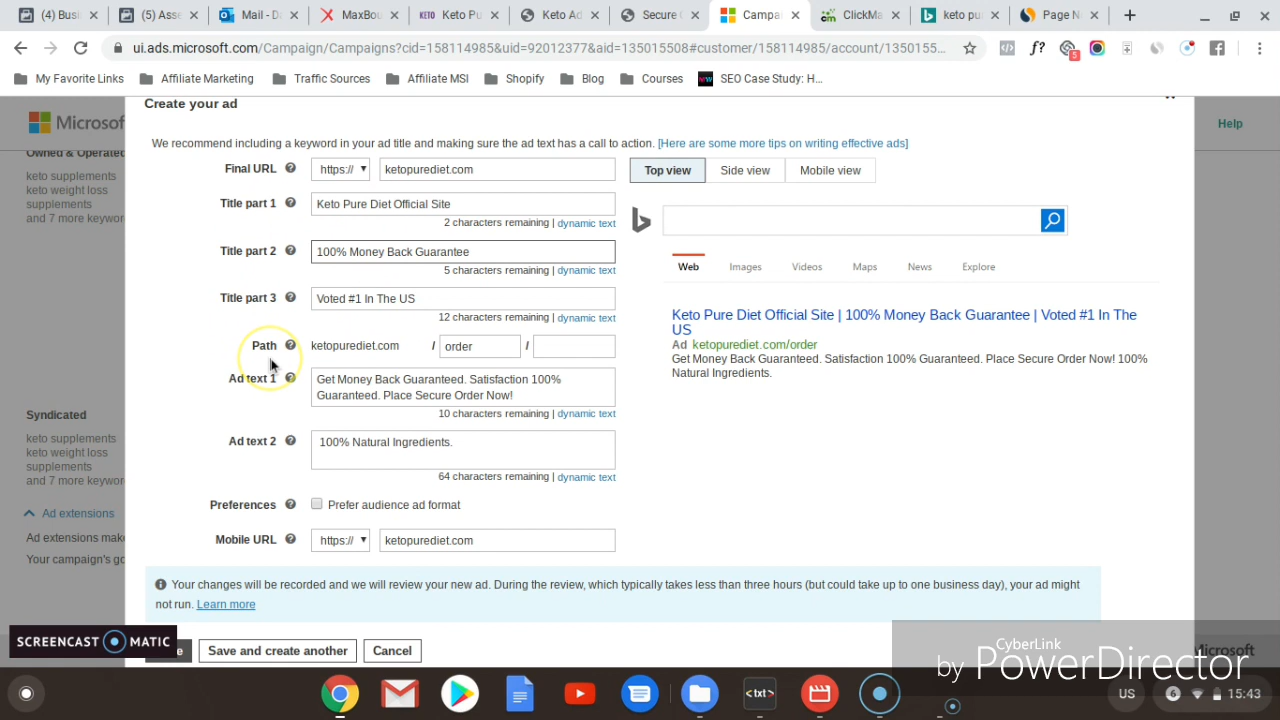 (4) Busi
(5) Asse
Mail - D
MaxBou
KETO Keto Pu
Keto Ad
Secure
Campai
ClickMa
keto pu
Page N
ui.ads.microsoft.com/Campaign/Campaigns?cid=158114985&uid=92012377&aid=135015508#customer/158114985/account/1350155...
f? 5
My Favorite Links
Affiliate Marketing
Traffic Sources
Affiliate MSI
Shopify
Blog
Courses
SEO Case Study: H...
Microsof
Create your ad
Help
Owned & Operated
keto supplements
keto weight loss
supplements
and 7 more keywor
Syndicated
keto supplements
keto weight loss
supplements
and 7 more keywor
Ad extensions
Ad extensions make
Your campaign's go
We recommend including a keyword in your ad title and making sure the ad text has a call to action. [Here are some more tips on writing effective ads]
Final URL https:// ketopurediet.com
Title part 1 Keto Pure Diet Official Site
2 characters remaining | dynamic text
Title part 2 100% Money Back Guarantee
5 characters remaining | dynamic text
Title part 3 Voted #1 In The US
12 characters remaining | dynamic text
Path ketopurediet.com / order /
Ad text 1 Get Money Back Guaranteed. Satisfaction 100%
Guaranteed. Place Secure Order Now!
10 characters remaining | dynamic text
Ad text 2 100% Natural Ingredients.
64 characters remaining | dynamic text
Preferences Prefer audience ad format
Mobile URL https:// ketopurediet.com
Top view Side view Mobile view
Web Images Videos Maps News Explore
Keto Pure Diet Official Site | 100% Money Back Guarantee | Voted #1 In The
US
Ad ketopurediet.com/order
Get Money Back Guaranteed. Satisfaction 100% Guaranteed. Place Secure Order Now! 100%
Natural Ingredients.
Your changes will be recorded and we will review your new ad. During the review, which typically takes less than three hours (but could take up to one business day), your ad might
not run. Learn more
Save and create another
Cancel
SCREENCAST MATIC
CyberLink
by PowerDirector
Microsoft
<txt>
US 6 15:43